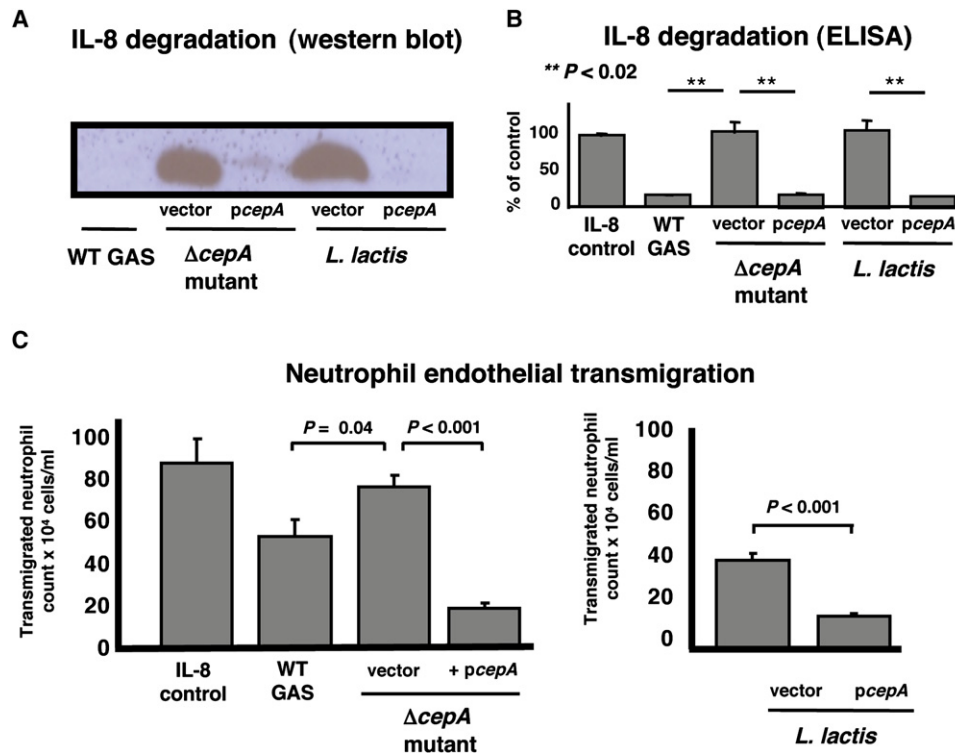 A
IL-8 degradation (western blot)
vector pcepA vector pcepA
WT GAS ΔcepA L. lactis
mutant
B
IL-8 degradation (ELISA)
** P < 0.02
** ** **
% of control
100
50
0
IL-8 WT vector pcepA vector pcepA
control GAS
ΔcepA L. lactis
mutant
C
Neutrophil endothelial transmigration
Transmigrated neutrophil
count x 10⁴ cells/ml
100
80
60
40
20
0
P = 0.04 P < 0.001
IL-8 WT vector + pcepA
control GAS
ΔcepA
mutant
Transmigrated neutrophil
count x 10⁴ cells/ml
100
80
60
40
20
0
P < 0.001
vector pcepA
L. lactis